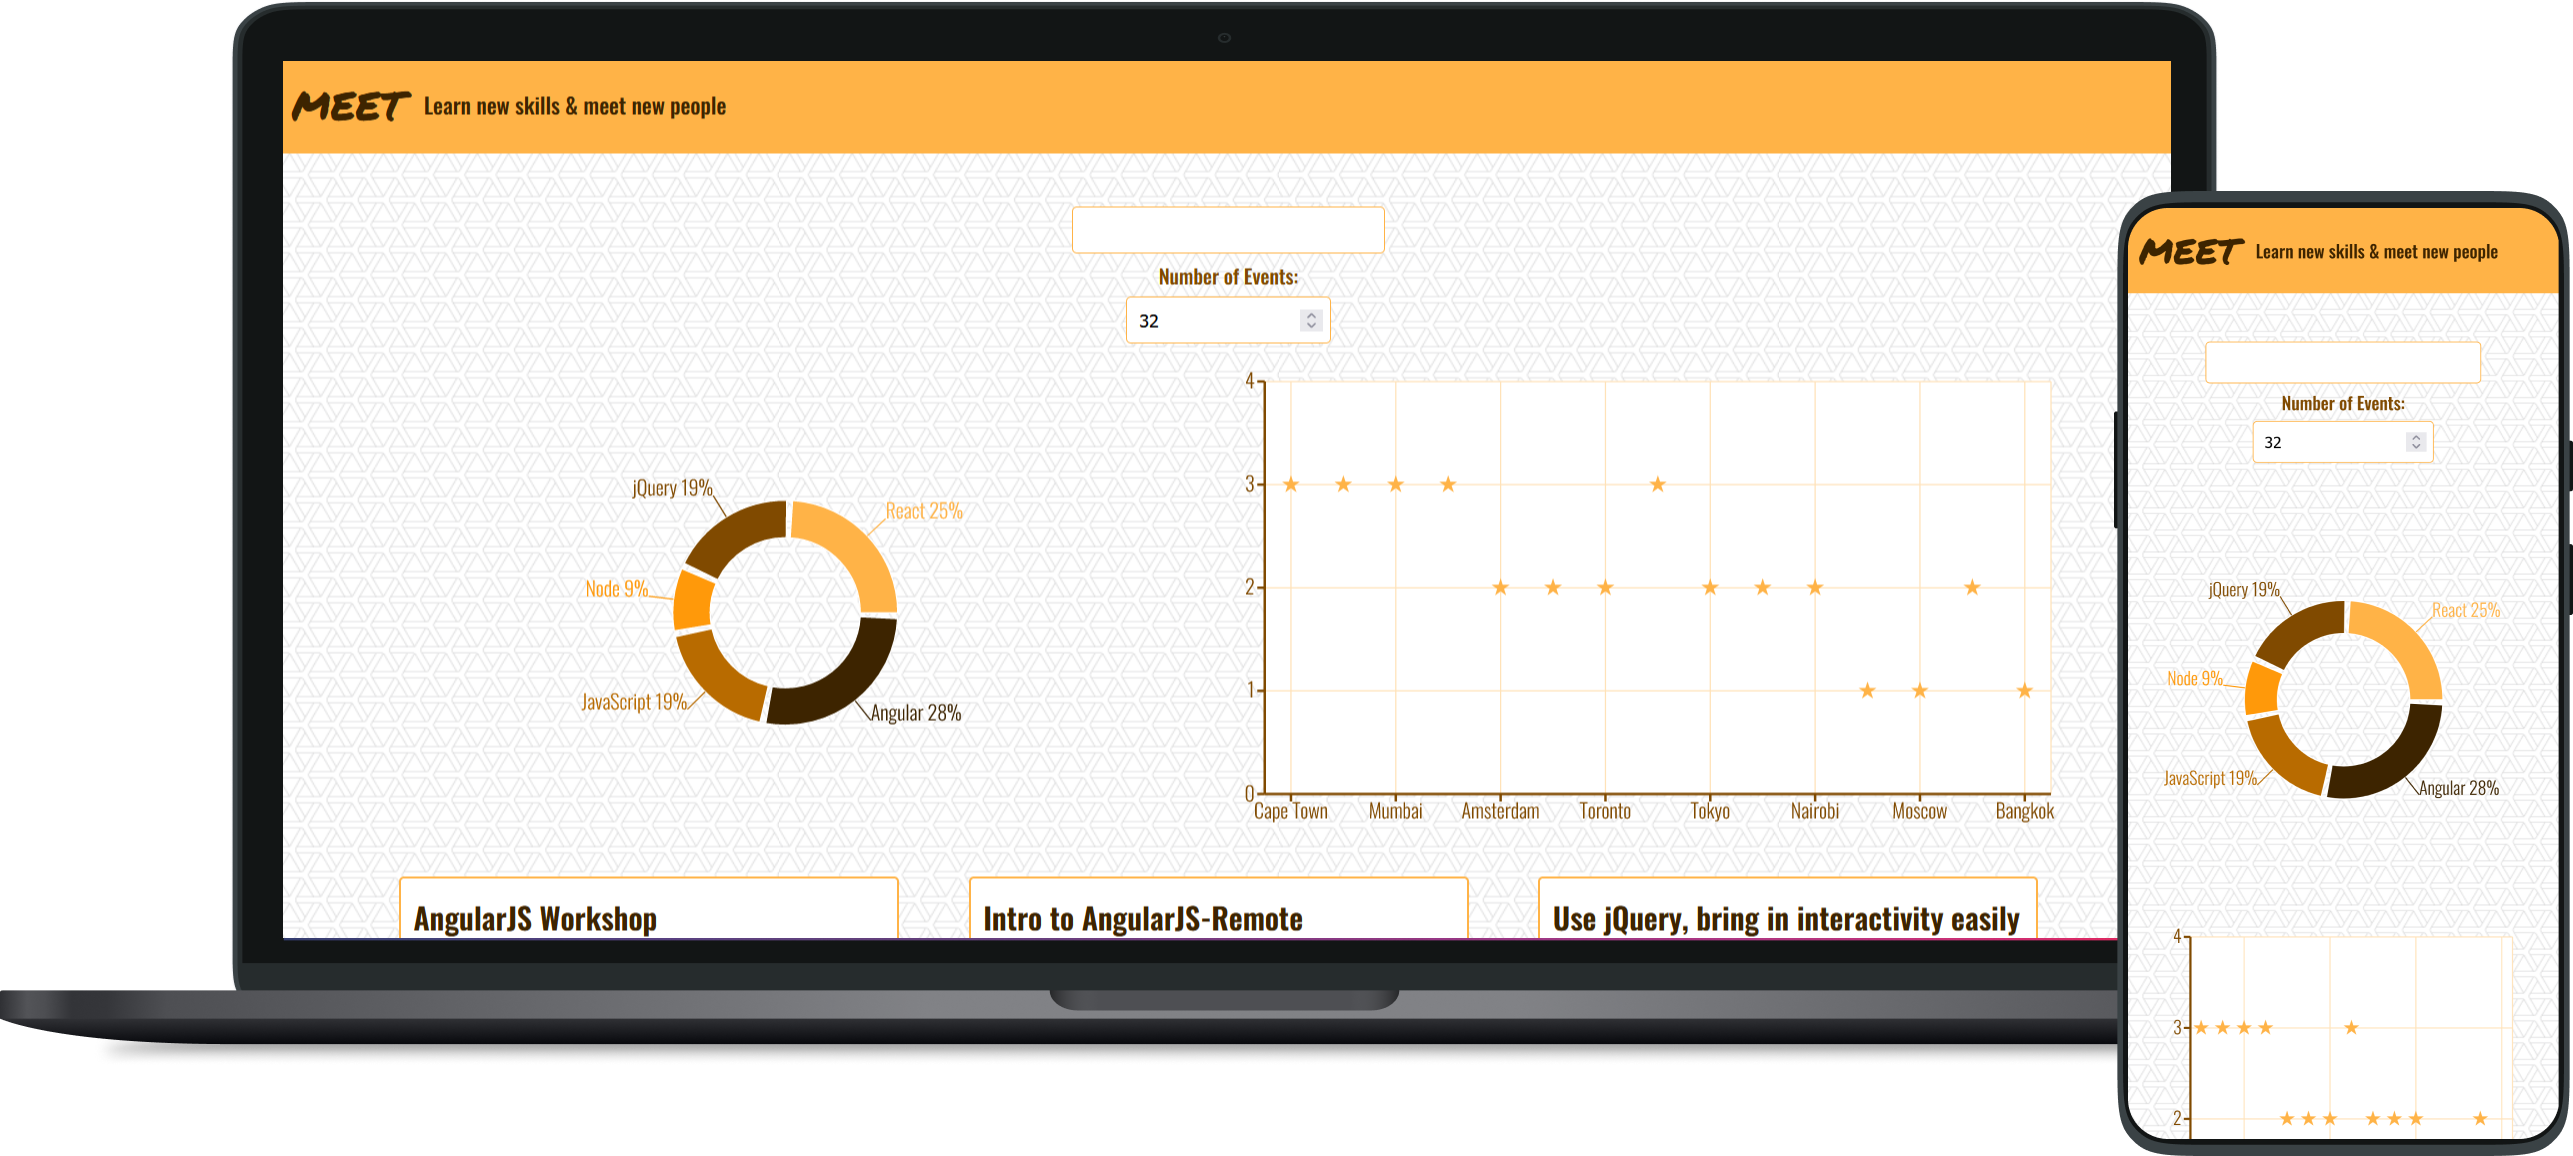 MEET Learn new skills & meet new people
Number of Events:
32
jQuery 19%
React 25%
Node 9%
JavaScript 19%
Angular 28%
4
3
2
1
0
Cape Town Mumbai Amsterdam Toronto Tokyo Nairobi Moscow Bangkok
AngularJS Workshop
Intro to AngularJS-Remote
Use jQuery, bring in interactivity easily
MEET Learn new skills & meet new people
Number of Events:
32
jQuery 19%
React 25%
Node 9%
JavaScript 19%
Angular 28%
4
3
2